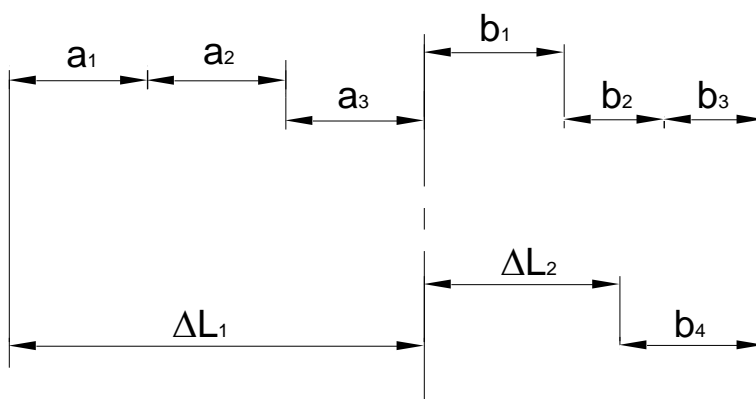 a₁ a₂ a₃ b₁ b₂ b₃
ΔL₁ ΔL₂ b₄